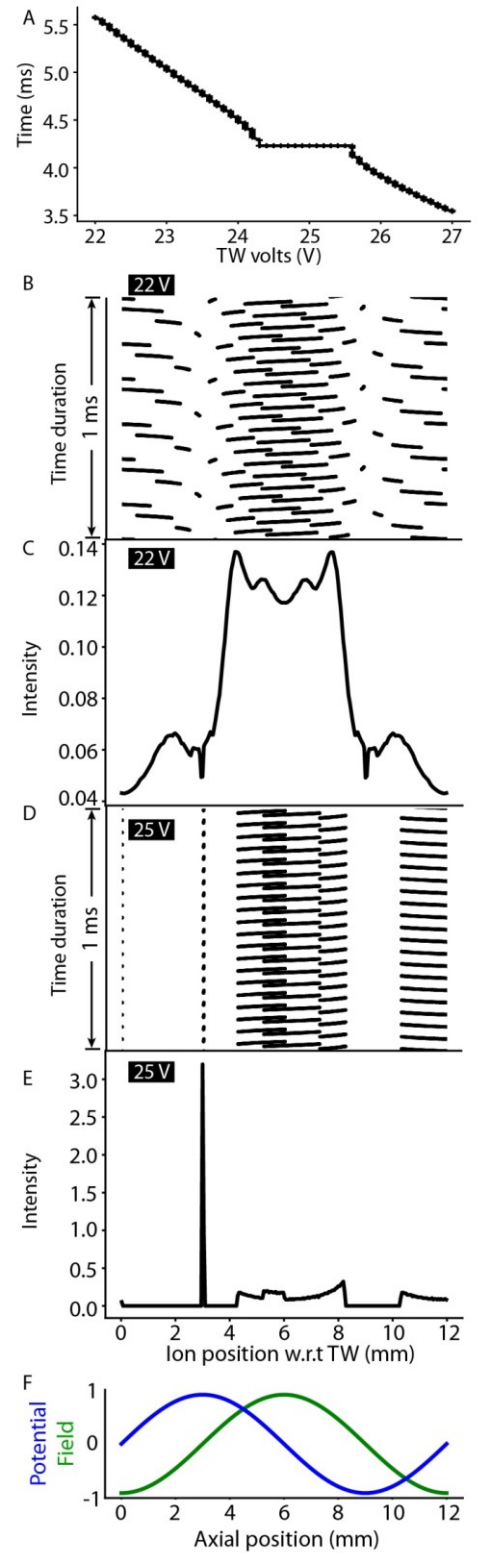 A
5.5
5.0
4.5
4.0
3.5
Time (ms)
22 23 24 25 26 27
TW volts (V)
B
22 V
Time duration
1 ms
C
22 V
0.14
0.12
0.10
0.08
0.06
0.04
Intensity
D
25 V
Time duration
1 ms
E
25 V
3.0
2.5
2.0
1.5
1.0
0.5
0.0
Intensity
0 2 4 6 8 10 12
Ion position w.r.t TW (mm)
F
1
0
-1
Potential
Field
0 2 4 6 8 10 12
Axial position (mm)